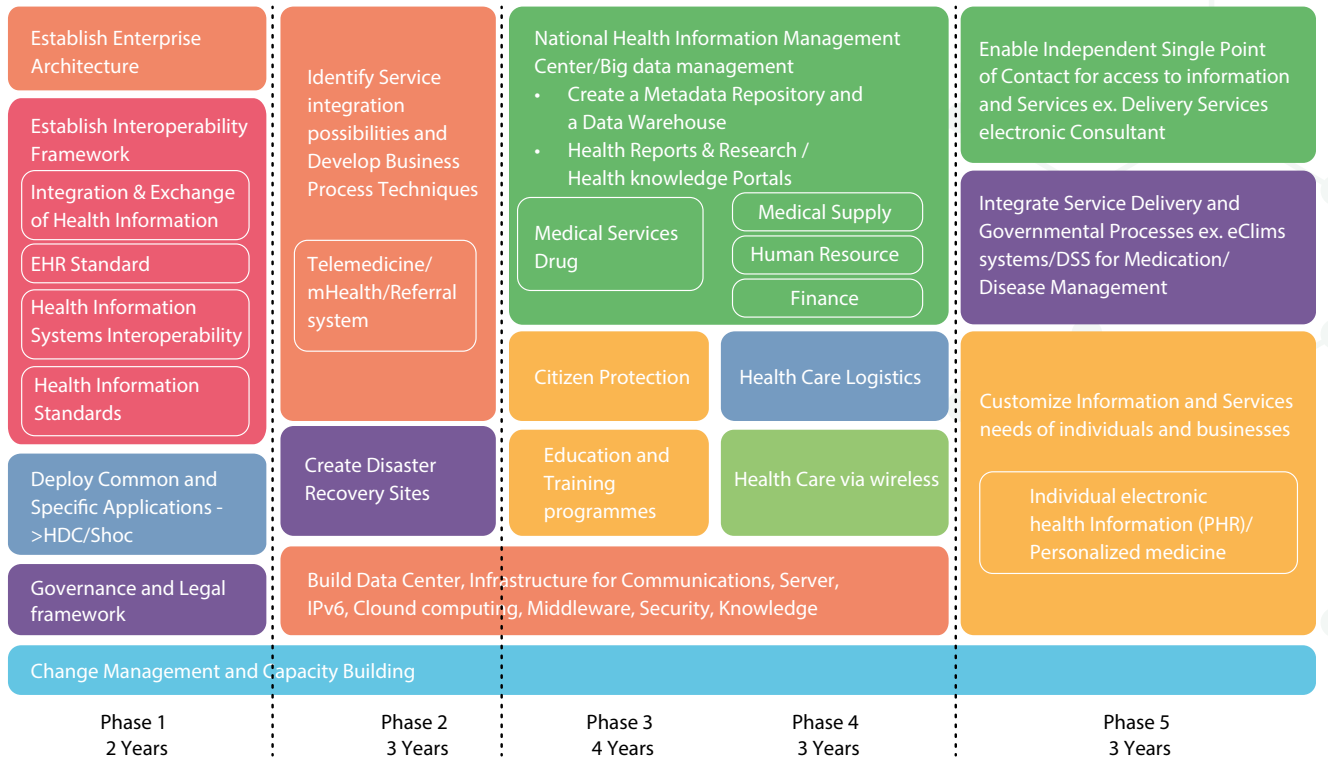 Establish Enterprise
Architecture
Establish Interoperability
Framework
Integration & Exchange
of Health Information
EHR Standard
Health Information
Systems Interoperability
Health Information
Standards
Deploy Common and
Specific Applications -
>HDC/Shoc
Governance and Legal
framework
Identify Service
integration
possibilities and
Develop Business
Process Techniques
Telemedicine/
mHealth/Referral
system
Create Disaster
Recovery Sites
National Health Information Management
Center/Big data management
• Create a Metadata Repository and
a Data Warehouse
• Health Reports & Research /
Health knowledge Portals
Medical Services
Drug
Medical Supply
Human Resource
Finance
Citizen Protection
Health Care Logistics
Education and
Training
programmes
Health Care via wireless
Build Data Center, Infrastructure for Communications, Server,
IPv6, Clound computing, Middleware, Security, Knowledge
Enable Independent Single Point
of Contact for access to information
and Services ex. Delivery Services
electronic Consultant
Integrate Service Delivery and
Governmental Processes ex. eClims
systems/DSS for Medication/
Disease Management
Customize Information and Services
needs of individuals and businesses
Individual electronic
health Information (PHR)/
Personalized medicine
Change Management and Capacity Building
Phase 1
2 Years
Phase 2
3 Years
Phase 3
4 Years
Phase 4
3 Years
Phase 5
3 Years